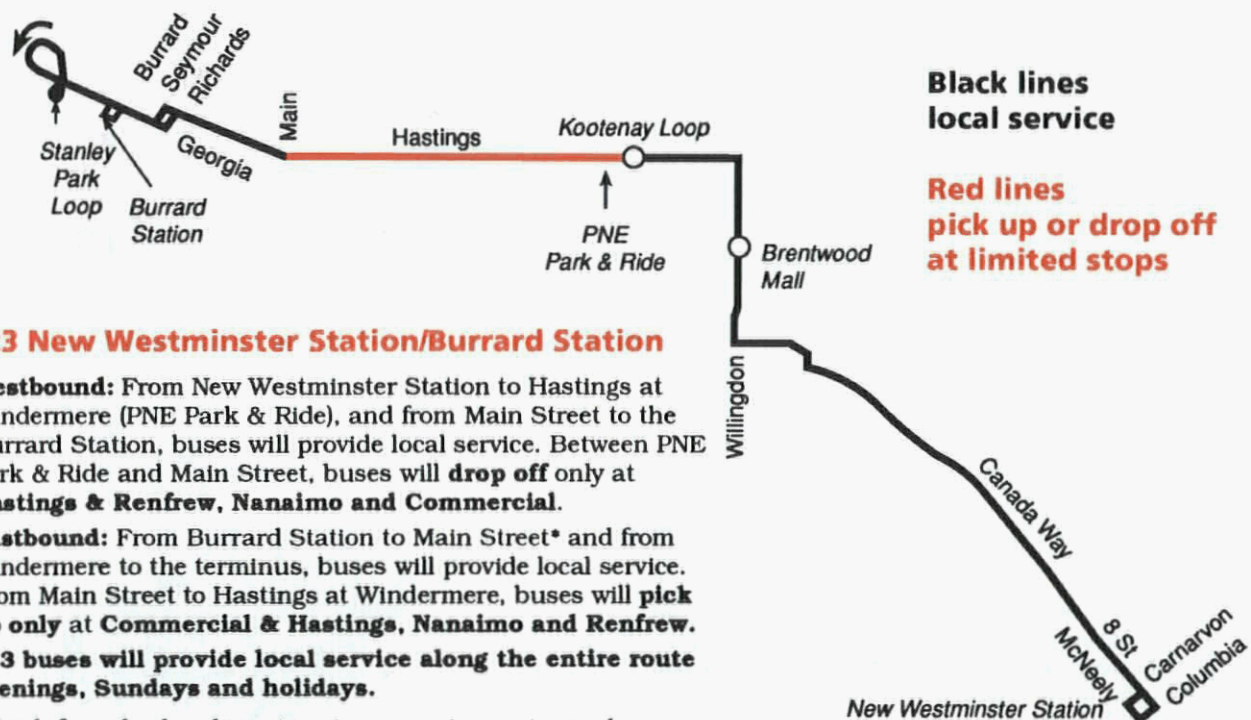 Burrard
Seymour
Richards
Main
Hastings
Kootenay Loop
Georgia
Stanley
Park
Loop
Burrard
Station
PNE
Park & Ride
Brentwood
Mall
Black lines
local service
Red lines
pick up or drop off
at limited stops
Willingdon
Canada Way
8 St
McNeely
Carnarvon
Columbia
New Westminster Station
3 New Westminster Station/Burrard Station
estbound: From New Westminster Station to Hastings at
ndermere (PNE Park & Ride), and from Main Street to the
urrard Station, buses will provide local service. Between PNE
rk & Ride and Main Street, buses will drop off only at
astings & Renfrew, Nanaimo and Commercial.
stbound: From Burrard Station to Main Street* and from
ndermere to the terminus, buses will provide local service.
om Main Street to Hastings at Windermere, buses will pick
only at Commercial & Hastings, Nanaimo and Renfrew.
3 buses will provide local service along the entire route
enings, Sundays and holidays.